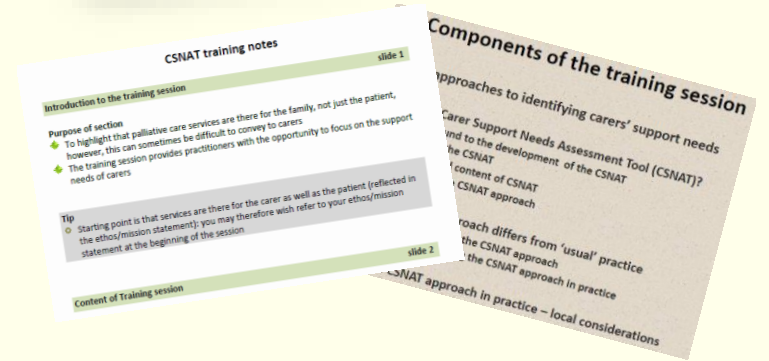 CSNAT training notes
Introduction to the training session slide 1
Purpose of section
To highlight that palliative care services are there for the family, not just the patient,
however, this can sometimes be difficult to convey to carers
The training session provides practitioners with the opportunity to focus on the support
needs of carers
Tip
Starting point is that services are there for the carer as well as the patient (reflected in
the ethos/mission statement): you may therefore wish refer to your ethos/mission
statement at the beginning of the session
Content of Training session slide 2
Components of the training session
approaches to identifying carers' support needs
Carer Support Needs Assessment Tool (CSNAT)?
to the development of the CSNAT
the CSNAT
content of CSNAT
CSNAT approach
differs from 'usual' practice
the CSNAT approach
the CSNAT approach in practice
CSNAT approach in practice – local considerations